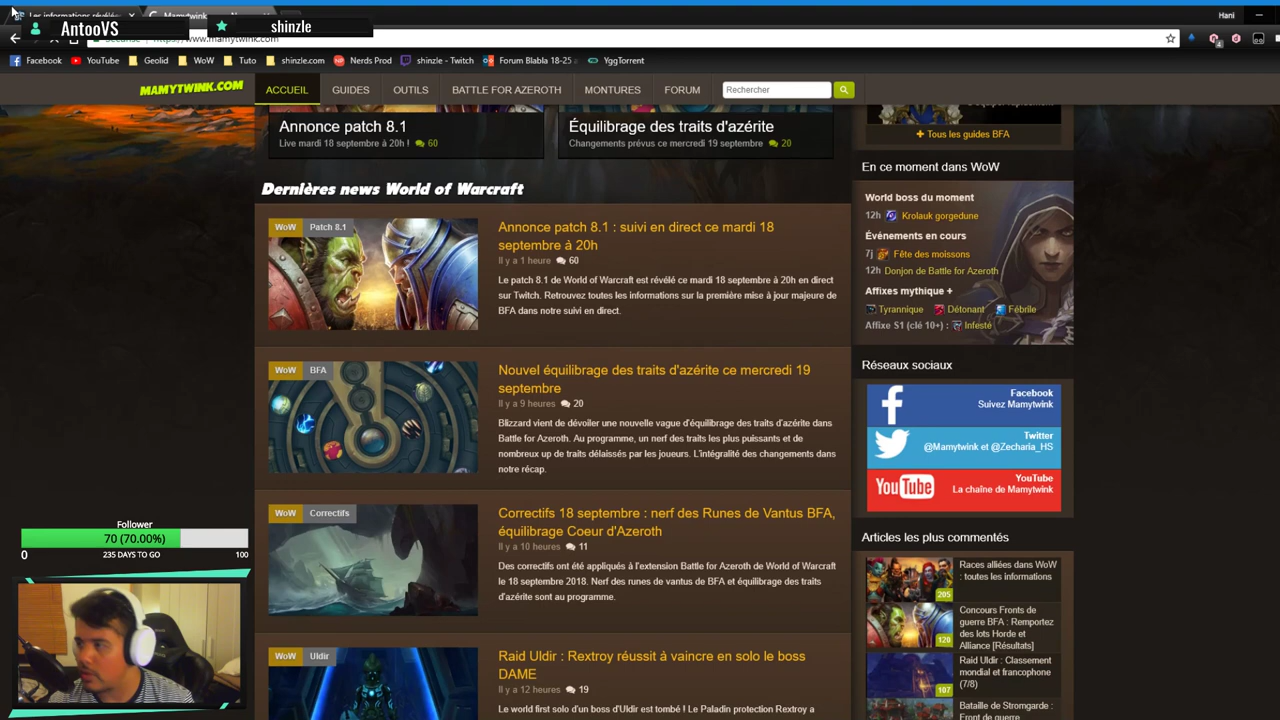 Les informations révélée
Mamytwink
Hani
AntooVS
shinzle
https://www.mamytwink.com
4
Facebook
YouTube
Geolid
WoW
Tuto
shinzle.com
Nerds Prod
shinzle - Twitch
Forum Blabla 18-25 a
YggTorrent
MAMYTWINK.COM
ACCUEIL
GUIDES
OUTILS
BATTLE FOR AZEROTH
MONTURES
FORUM
Rechercher
Annonce patch 8.1
Live mardi 18 septembre à 20h ! 60
Équilibrage des traits d'azérite
Changements prévus ce mercredi 19 septembre 20
Dernières news World of Warcraft
WoW Patch 8.1
Annonce patch 8.1 : suivi en direct ce mardi 18
septembre à 20h
Il y a 1 heure 60
Le patch 8.1 de World of Warcraft est révélé ce mardi 18 septembre à 20h en direct
sur Twitch. Retrouvez toutes les informations sur la première mise à jour majeure de
BFA dans notre suivi en direct.
WoW BFA
Nouvel équilibrage des traits d'azérite ce mercredi 19
septembre
Il y a 9 heures 20
Blizzard vient de dévoiler une nouvelle vague d'équilibrage des traits d'azérite dans
Battle for Azeroth. Au programme, un nerf des traits les plus puissants et de
nombreux up de traits délaissés par les joueurs. L'intégralité des changements dans
notre récap.
WoW Correctifs
Correctifs 18 septembre : nerf des Runes de Vantus BFA,
équilibrage Coeur d'Azeroth
Il y a 10 heures 11
Des correctifs ont été appliqués à l'extension Battle for Azeroth de World of Warcraft
le 18 septembre 2018. Nerf des runes de vantus de BFA et équilibrage des traits
d'azérite sont au programme.
WoW Uldir
Raid Uldir : Rextroy réussit à vaincre en solo le boss
DAME
Il y a 12 heures 19
Le world first solo d'un boss d'Uldir est tombé ! Le Paladin protection Rextroy a
Tous les guides BFA
En ce moment dans WoW
World boss du moment
12h Krolauk gorgedune
Événements en cours
7j Fête des moissons
12h Donjon de Battle for Azeroth
Affixes mythique +
Tyrannique Détonant Fébrile
Affixe S1 (clé 10+) : Infesté
Réseaux sociaux
Facebook
Suivez Mamytwink
Twitter
@Mamytwink et @Zecharia_HS
YouTube
YouTube
La chaîne de Mamytwink
Articles les plus commentés
Races alliées dans WoW
: toutes les informations
205
Concours Fronts de
guerre BFA : Remportez
des lots Horde et
Alliance [Résultats]
120
Raid Uldir : Classement
mondial et francophone
(7/8)
107
Bataille de Stromgarde :
Front de guerre
Follower
70 (70.00%)
0
235 DAYS TO GO
100